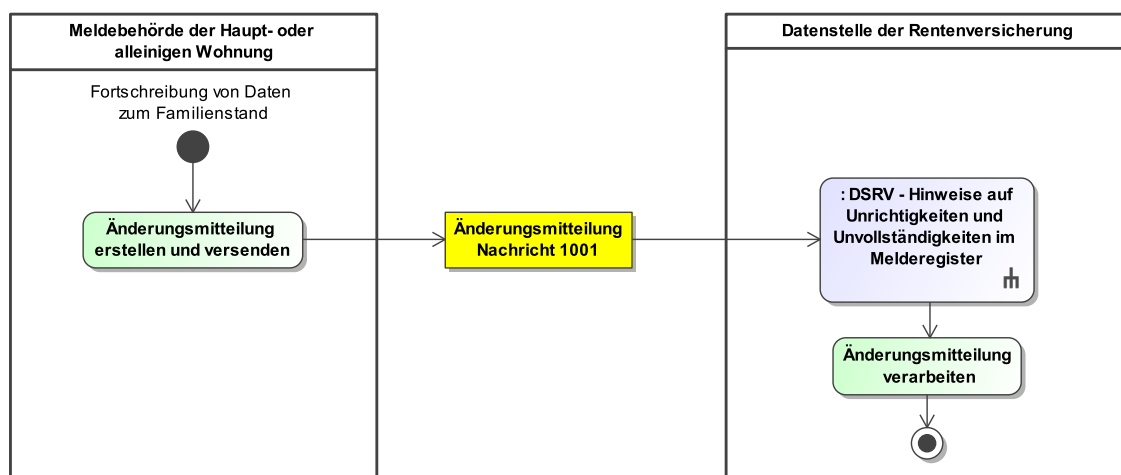 Meldebehörde der Haupt- oder
alleinigen Wohnung
Datenstelle der Rentenversicherung
Fortschreibung von Daten
zum Familienstand
Änderungsmitteilung
erstellen und versenden
Änderungsmitteilung
Nachricht 1001
: DSRV - Hinweise auf
Unrichtigkeiten und
Unvollständigkeiten im
Melderegister
Änderungsmitteilung
verarbeiten